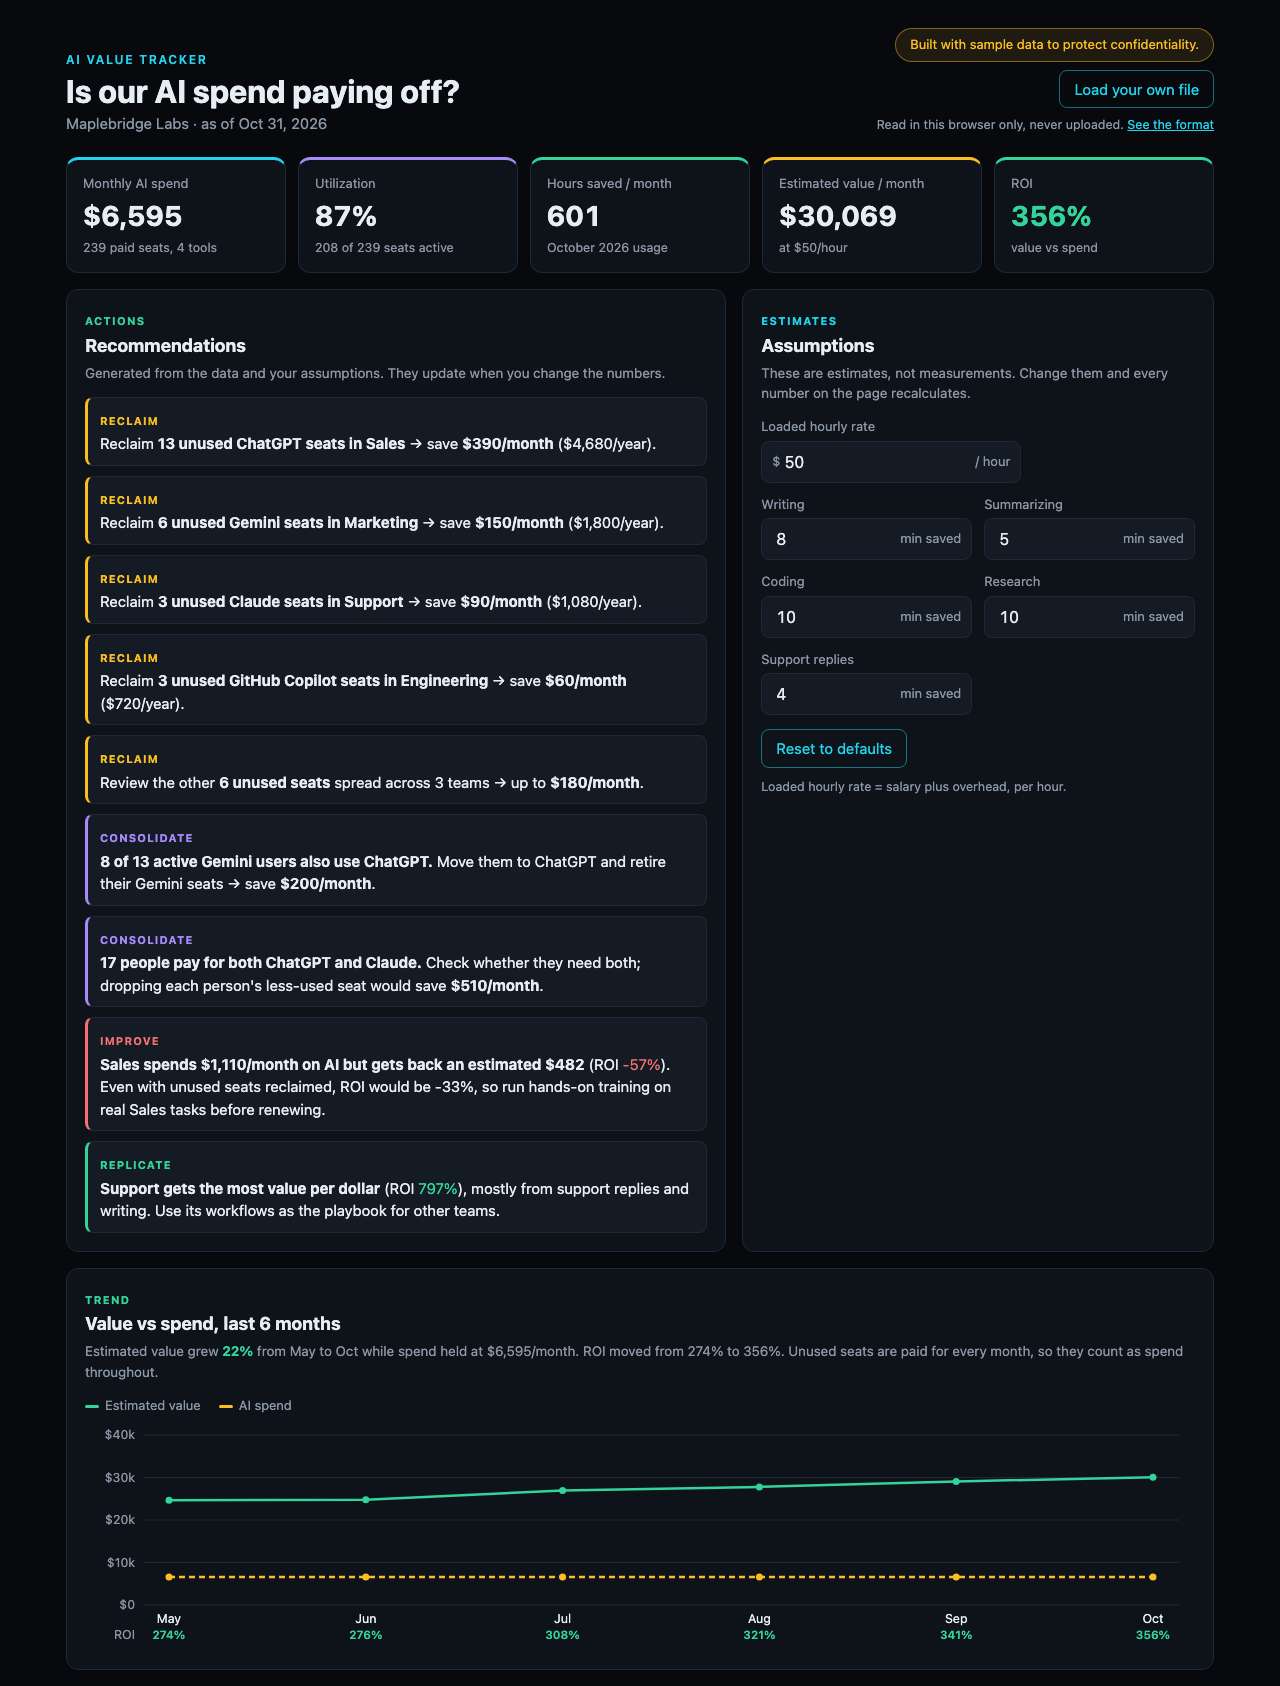 AI VALUE TRACKER
Is our AI spend paying off?
Maplebridge Labs · as of Oct 31, 2026
Built with sample data to protect confidentiality.
Load your own file
Read in this browser only, never uploaded. See the format
Monthly AI spend
$6,595
239 paid seats, 4 tools
Utilization
87%
208 of 239 seats active
Hours saved / month
601
October 2026 usage
Estimated value / month
$30,069
at $50/hour
ROI
356%
value vs spend
ACTIONS
Recommendations
Generated from the data and your assumptions. They update when you change the numbers.
RECLAIM
Reclaim 13 unused ChatGPT seats in Sales → save $390/month ($4,680/year).
RECLAIM
Reclaim 6 unused Gemini seats in Marketing → save $150/month ($1,800/year).
RECLAIM
Reclaim 3 unused Claude seats in Support → save $90/month ($1,080/year).
RECLAIM
Reclaim 3 unused GitHub Copilot seats in Engineering → save $60/month
($720/year).
RECLAIM
Review the other 6 unused seats spread across 3 teams → up to $180/month.
CONSOLIDATE
8 of 13 active Gemini users also use ChatGPT. Move them to ChatGPT and retire
their Gemini seats → save $200/month.
CONSOLIDATE
17 people pay for both ChatGPT and Claude. Check whether they need both;
dropping each person's less-used seat would save $510/month.
IMPROVE
Sales spends $1,110/month on AI but gets back an estimated $482 (ROI -57%).
Even with unused seats reclaimed, ROI would be -33%, so run hands-on training on
real Sales tasks before renewing.
REPLICATE
Support gets the most value per dollar (ROI 797%), mostly from support replies and
writing. Use its workflows as the playbook for other teams.
ESTIMATES
Assumptions
These are estimates, not measurements. Change them and every
number on the page recalculates.
Loaded hourly rate
$ 50 / hour
Writing
8 min saved
Summarizing
5 min saved
Coding
10 min saved
Research
10 min saved
Support replies
4 min saved
Reset to defaults
Loaded hourly rate = salary plus overhead, per hour.
TREND
Value vs spend, last 6 months
Estimated value grew 22% from May to Oct while spend held at $6,595/month. ROI moved from 274% to 356%. Unused seats are paid for every month, so they count as spend
throughout.
Estimated value AI spend
$40k
$30k
$20k
$10k
$0
May Jun Jul Aug Sep Oct
ROI 274% 276% 308% 321% 341% 356%